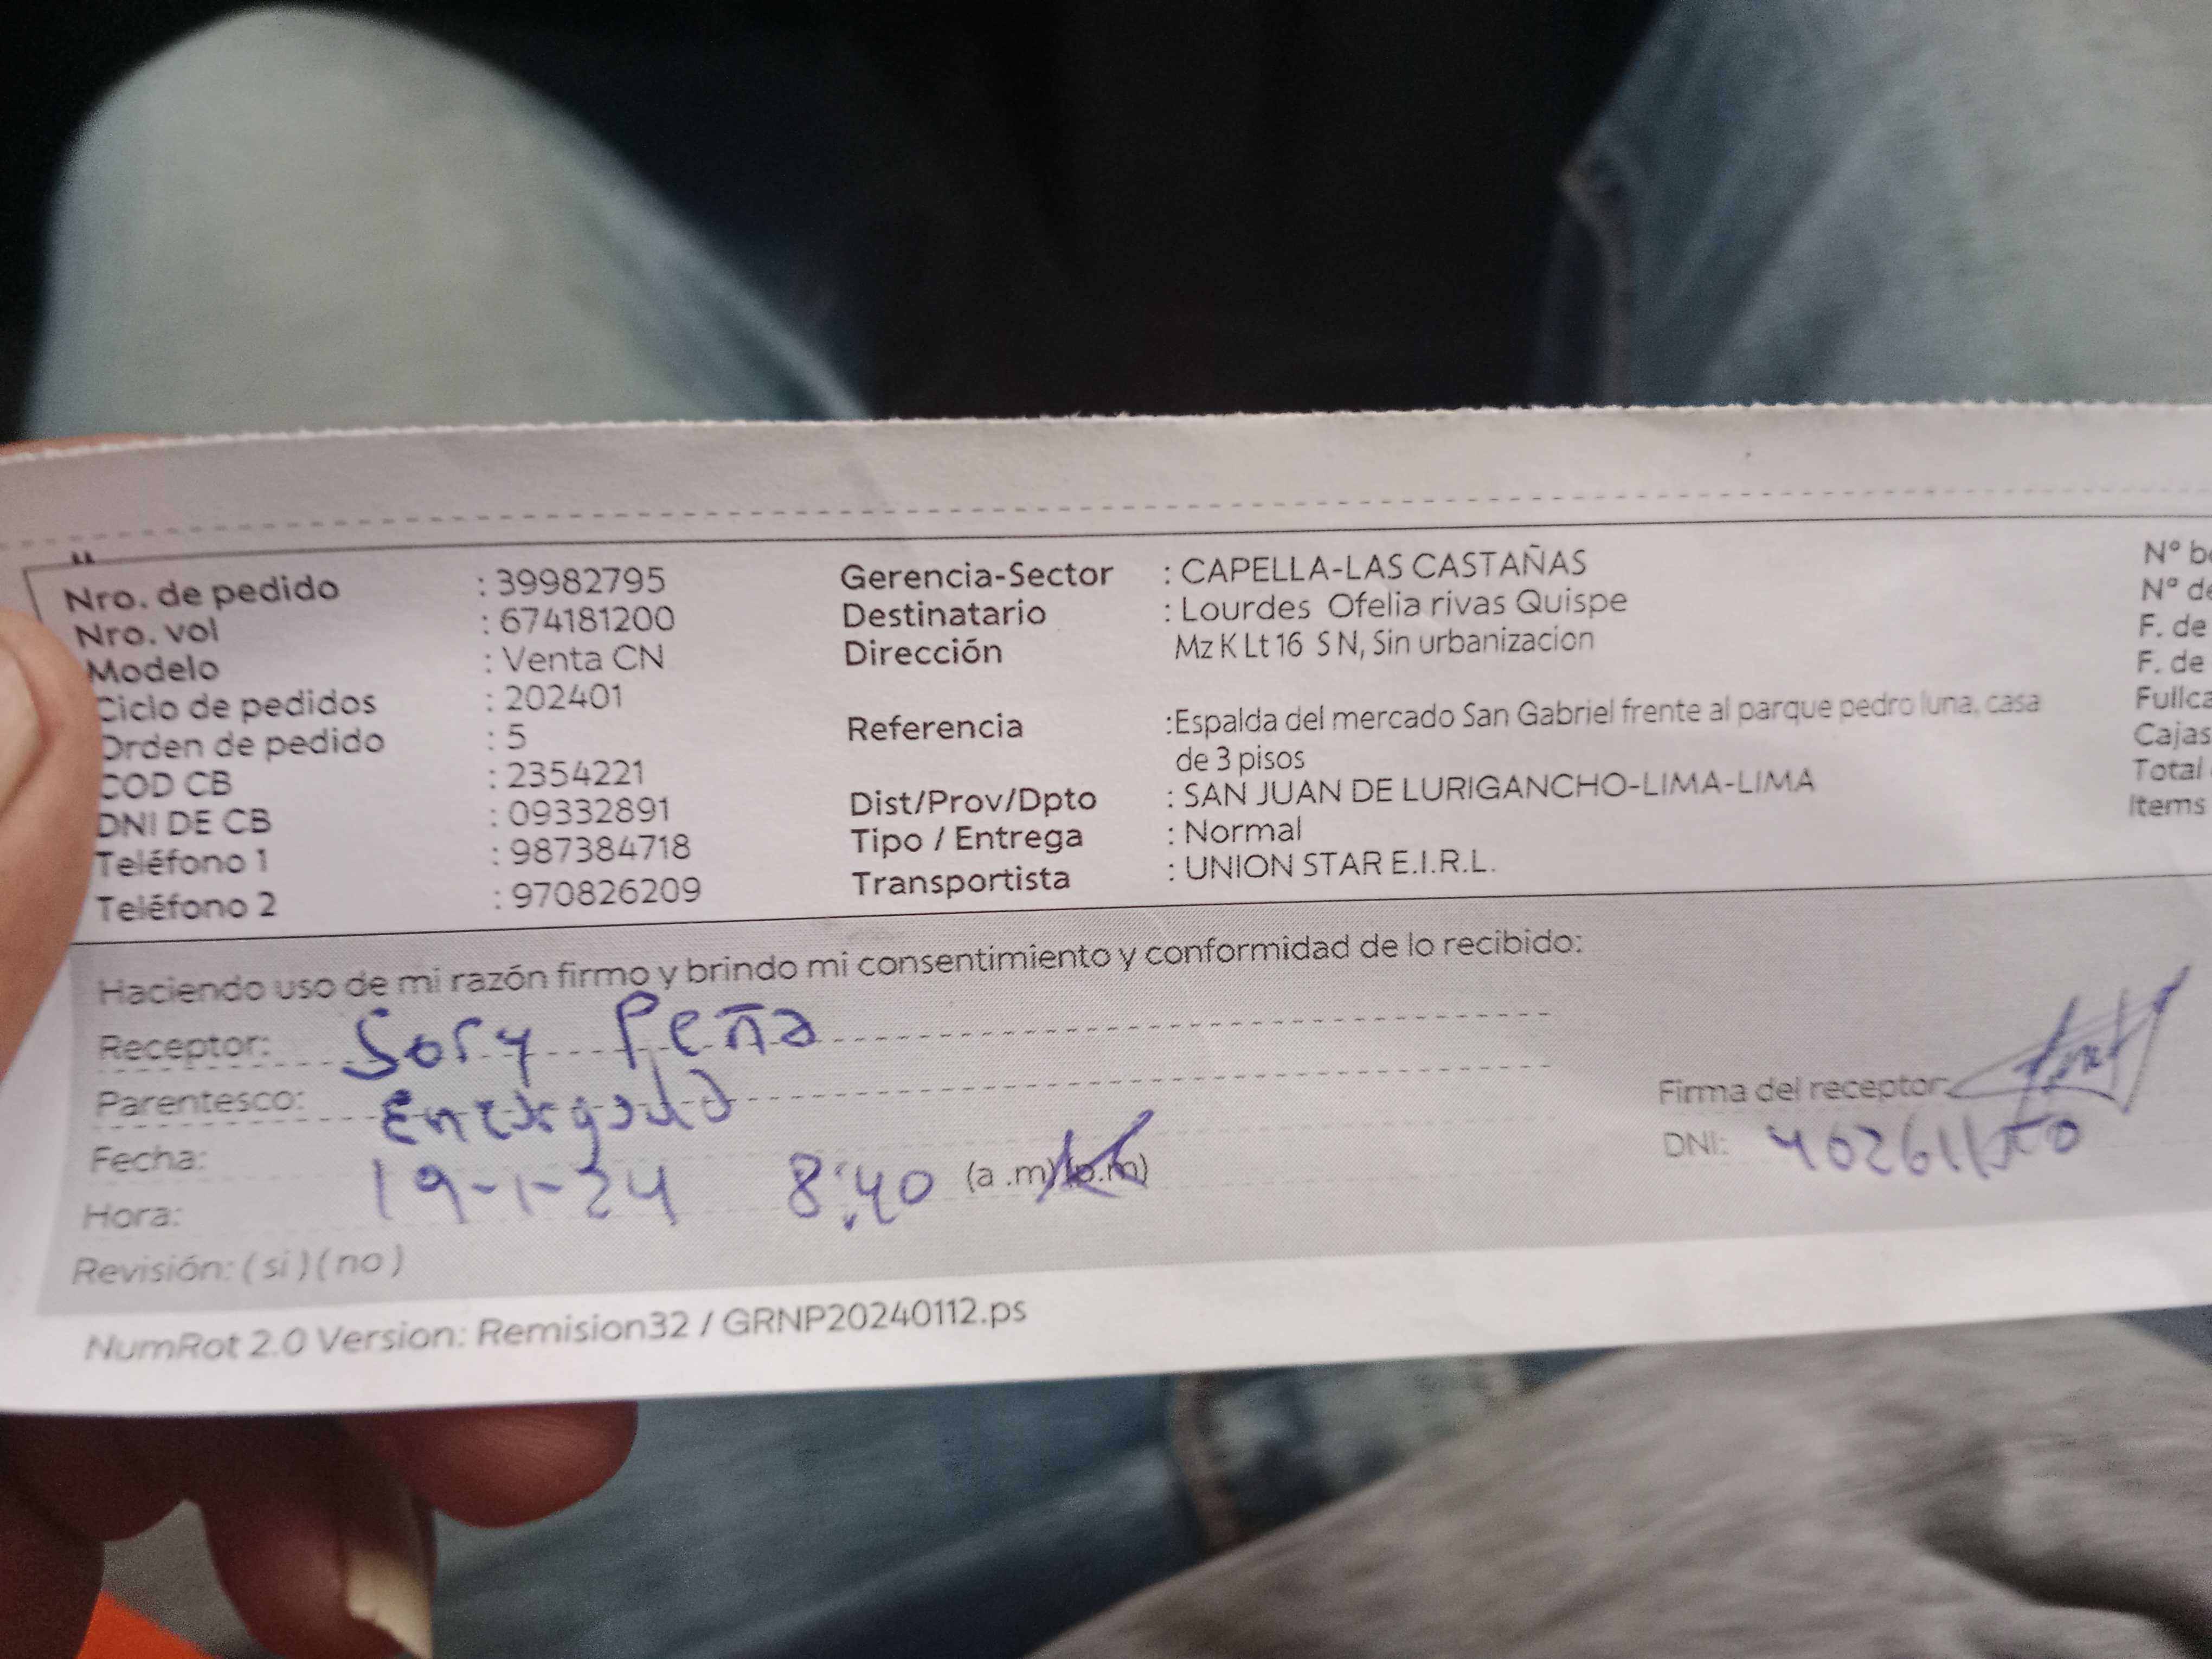 Nro. de pedido : 39982795
Nro. vol : 674181200
Modelo : Venta CN
Ciclo de pedidos : 202401
Orden de pedido : 5
COD CB : 2354221
DNI DE CB : 09332891
Teléfono 1 : 987384718
Teléfono 2 : 970826209
Gerencia-Sector : CAPELLA-LAS CASTAÑAS
Destinatario : Lourdes Ofelia rivas Quispe
Dirección Mz K Lt 16 S N, Sin urbanizacion
Referencia :Espalda del mercado San Gabriel frente al parque pedro luna, casa
de 3 pisos
Dist/Prov/Dpto : SAN JUAN DE LURIGANCHO-LIMA-LIMA
Tipo / Entrega : Normal
Transportista : UNION STAR E.I.R.L.
N°
N°
F. de
F. de
Cajas
Total
Items
Haciendo uso de mi razón firmo y brindo mi consentimiento y conformidad de lo recibido:
Receptor: Sory Peña
Parentesco:
Fecha: 19-1-24
Hora: 8:40 (a .m) (p.m)
Revisión: ( si ) ( no )
Firma del receptor:
DNI:
NumRot 2.0 Version: Remision32 / GRNP20240112.ps